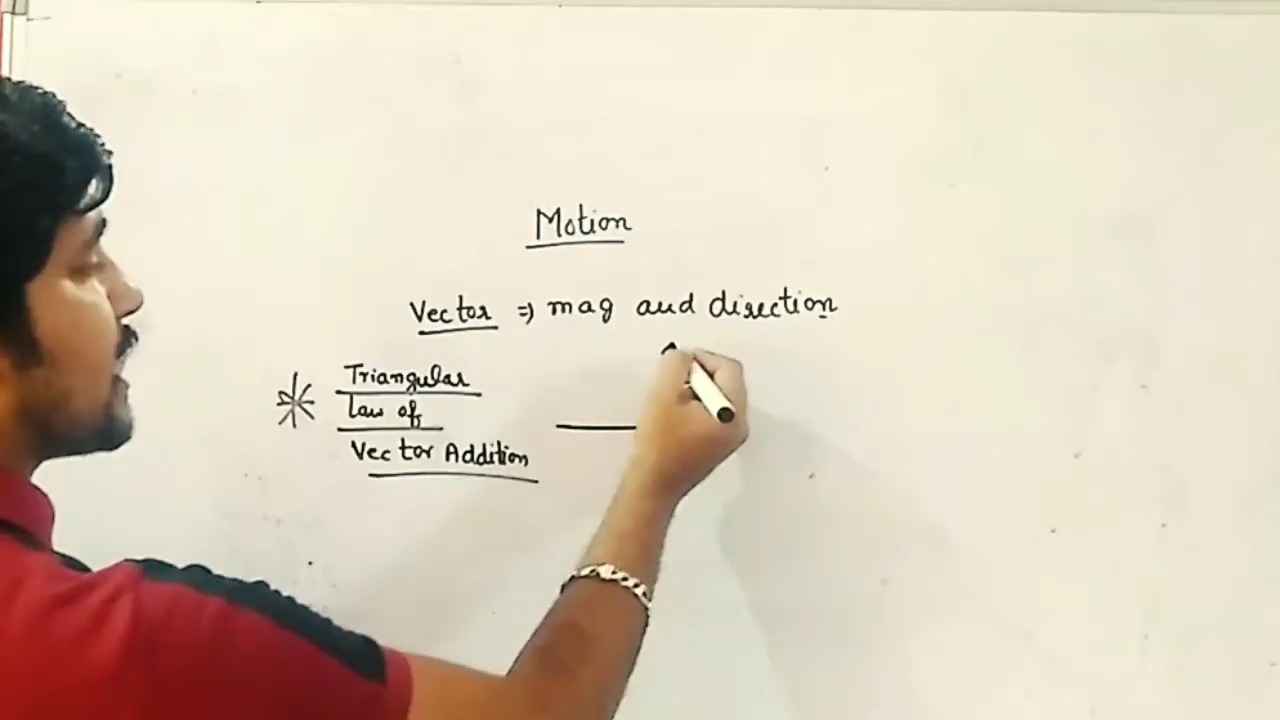 Motion
Vector => mag and direction
Triangular
law of
Vector Addition